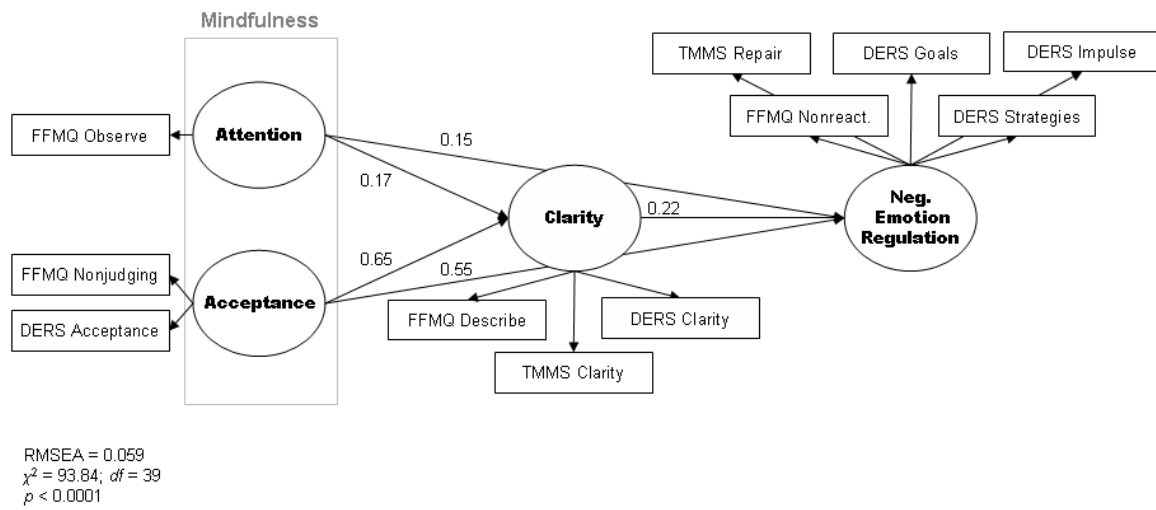 Mindfulness
TMMS Repair
DERS Goals
DERS Impulse
FFMQ Nonreact.
DERS Strategies
FFMQ Observe
Attention
0.15
0.17
Clarity
0.22
Neg.
Emotion
Regulation
0.65
0.55
FFMQ Nonjudging
Acceptance
DERS Acceptance
FFMQ Describe
DERS Clarity
TMMS Clarity
RMSEA = 0.059
χ² = 93.84; df = 39
p < 0.0001